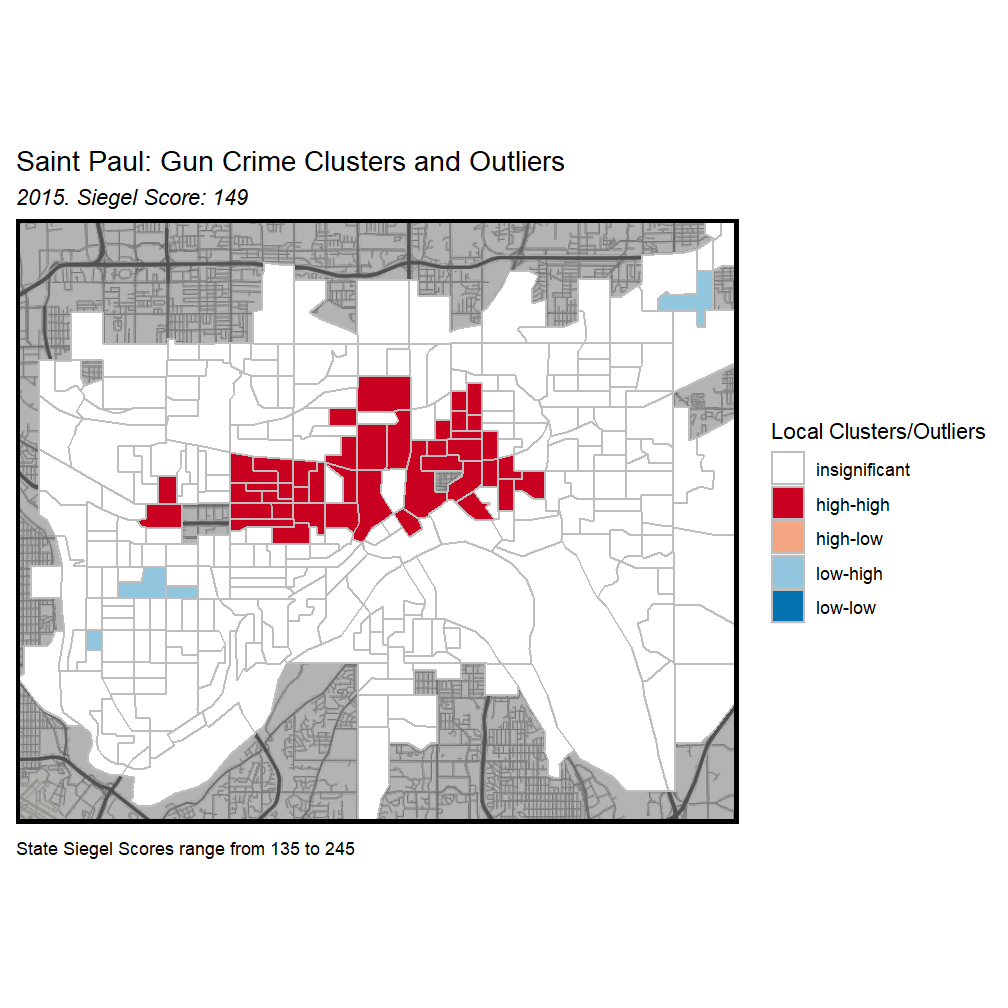 Saint Paul: Gun Crime Clusters and Outliers
2015. Siegel Score: 149
Local Clusters/Outliers
insignificant
high-high
high-low
low-high
low-low
State Siegel Scores range from 135 to 245